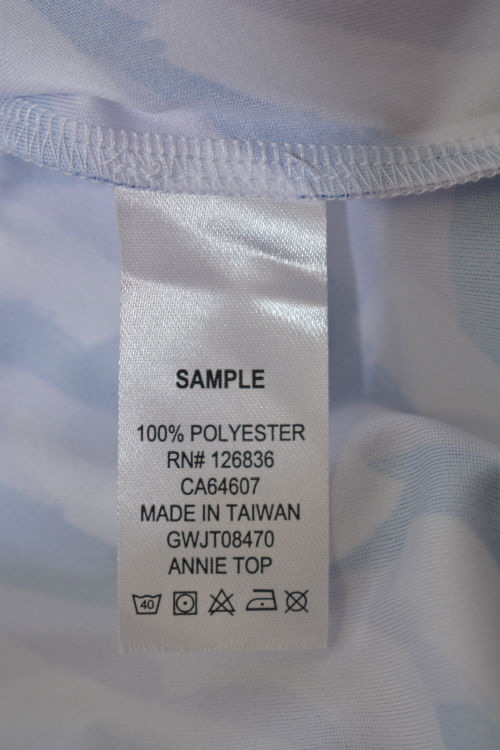 SAMPLE
100% POLYESTER
RN# 126836
CA64607
MADE IN TAIWAN
GWJT08470
ANNIE TOP
40